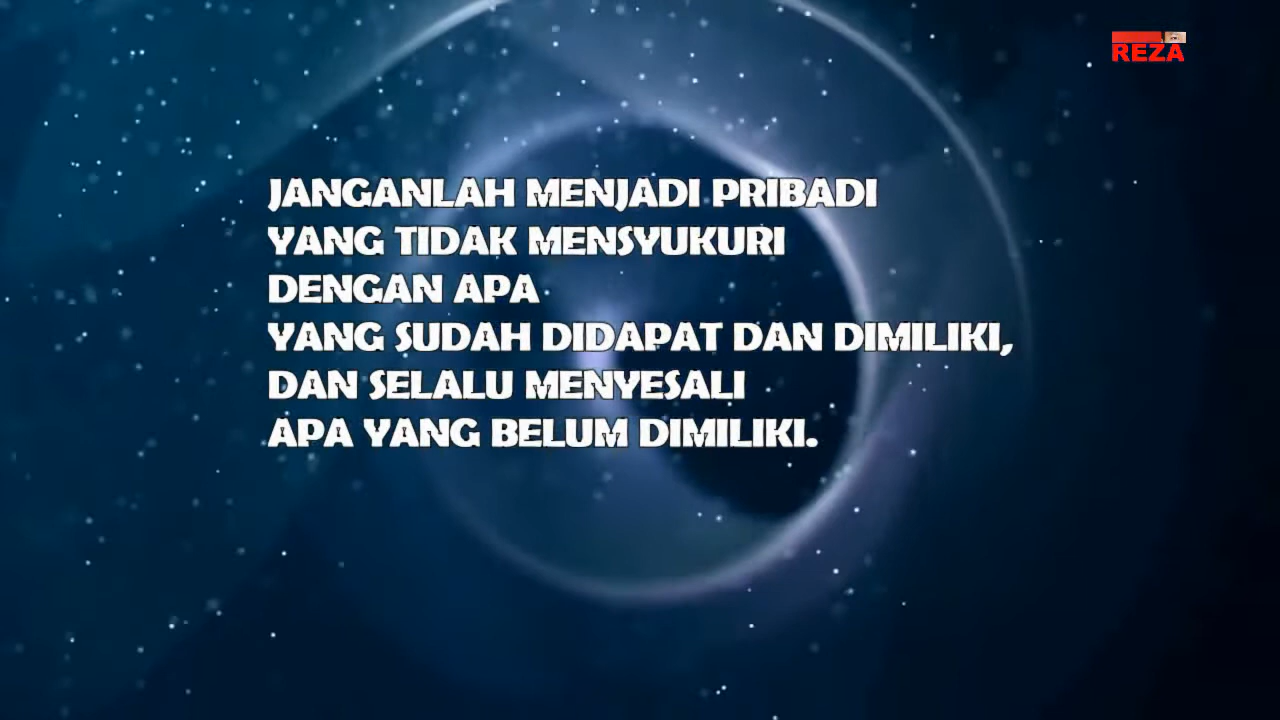 REZA
JANGANLAH MENJADI PRIBADI
YANG TIDAK MENSYUKURI
DENGAN APA
YANG SUDAH DIDAPAT DAN DIMILIKI,
DAN SELALU MENYESALI
APA YANG BELUM DIMILIKI.